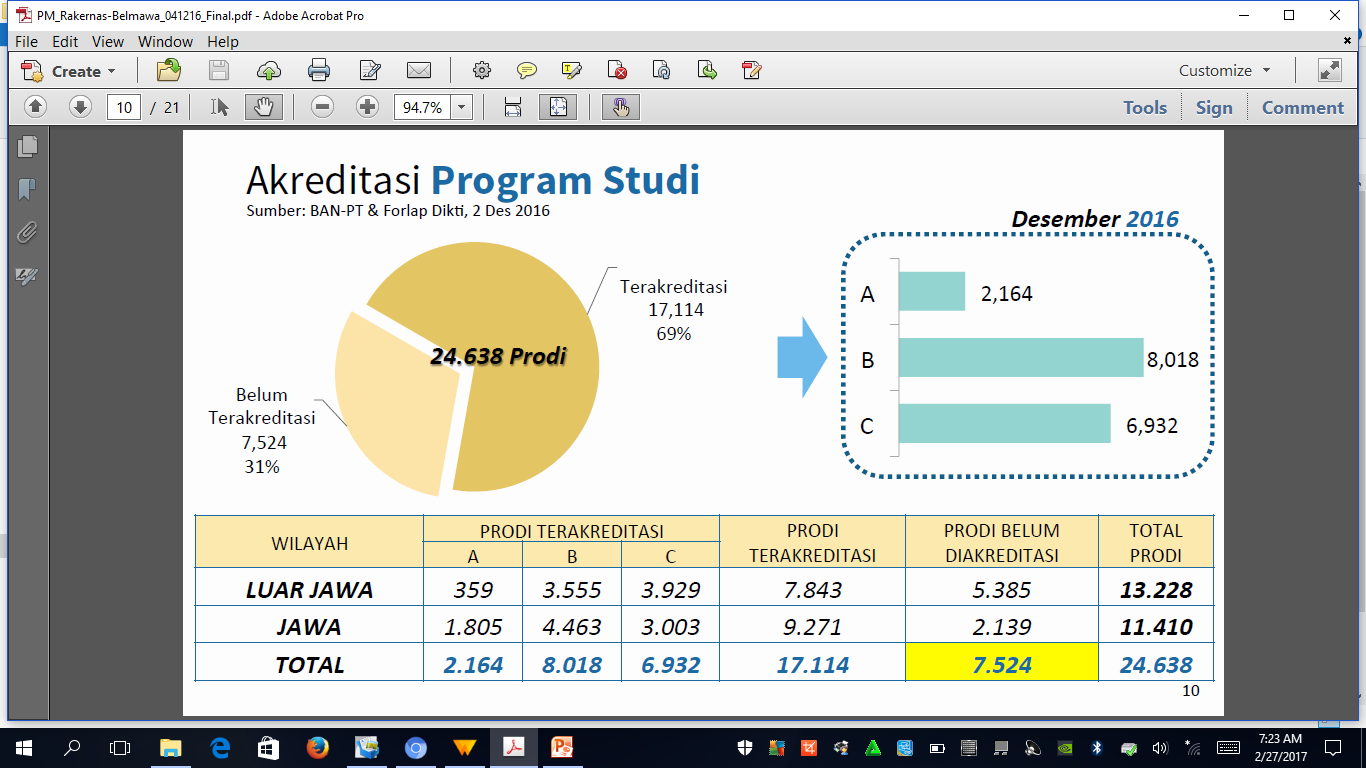 PM_Rakernas-Belmawa_041216_Final.pdf - Adobe Acrobat Pro
File Edit View Window Help
Create Customize
10 / 21 94.7% Tools Sign Comment
Akreditasi Program Studi
Sumber: BAN-PT & Forlap Dikti, 2 Des 2016
Terakreditasi
17,114
69%
24.638 Prodi
Belum
Terakreditasi
7,524
31%
Desember 2016
A 2,164
B 8,018
C 6,932
WILAYAH PRODI TERAKREDITASI PRODI TERAKREDITASI PRODI BELUM DIAKREDITASI TOTAL PRODI
A B C
LUAR JAWA 359 3.555 3.929 7.843 5.385 13.228
JAWA 1.805 4.463 3.003 9.271 2.139 11.410
TOTAL 2.164 8.018 6.932 17.114 7.524 24.638
10
7:23 AM
2/27/2017